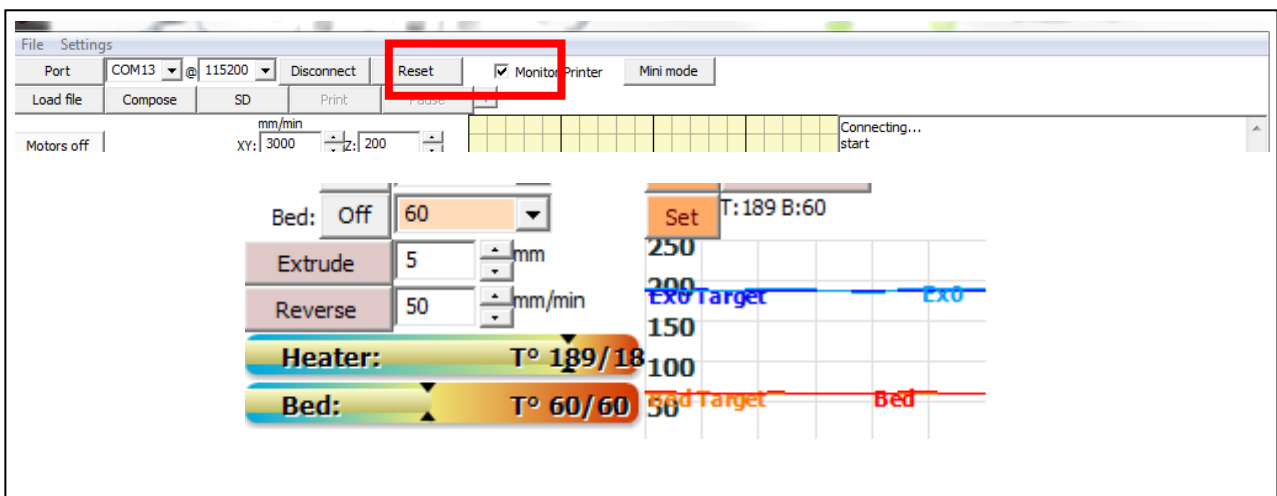 File Settings
Port COM13 @ 115200 Disconnect Reset Monitor Printer Mini mode
Load file Compose SD Print Pause
mm/min
Motors off XY: 3000 Z: 200
Connecting...
start
Bed: Off 60 Set T:189 B:60
Extrude 5 mm
Reverse 50 mm/min
Heater: T° 189/18
Bed: T° 60/60
250
200
Ex0 Target Ex0
150
100
Bed Target Bed
50